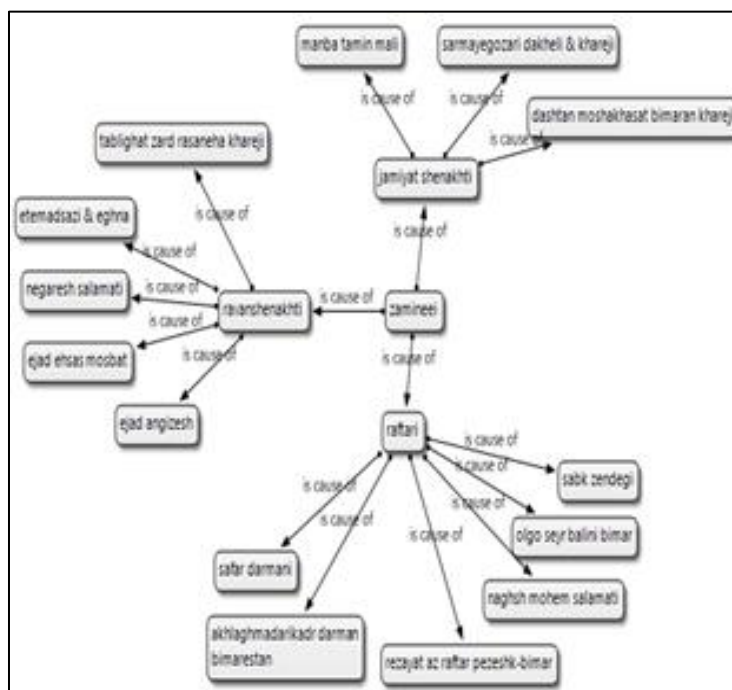 manba tamin mali
sarmayegozari dakheli & khareji
is cause of
is cause of
dashtan moshakhasat bimaran khareji
is cause of
tablighat zard rasaneha khareji
jamiyat shenakhti
is cause of
etemadsazi & eghna
is cause of
is cause of
negaresh salamati
is cause of
ravanshenakhti
is cause of
zamineei
is cause of
ejad ehsas mosbat
is cause of
is cause of
ejad angizesh
raftari
is cause of
is cause of
sabk zendegi
is cause of
is cause of
is cause of
olgo seyr balini bimar
is cause of
safar darmani
naghsh mohem salamati
akhlaghmadarikadr darman
bimarestan
rezayat az raftar pezeshk-bimar